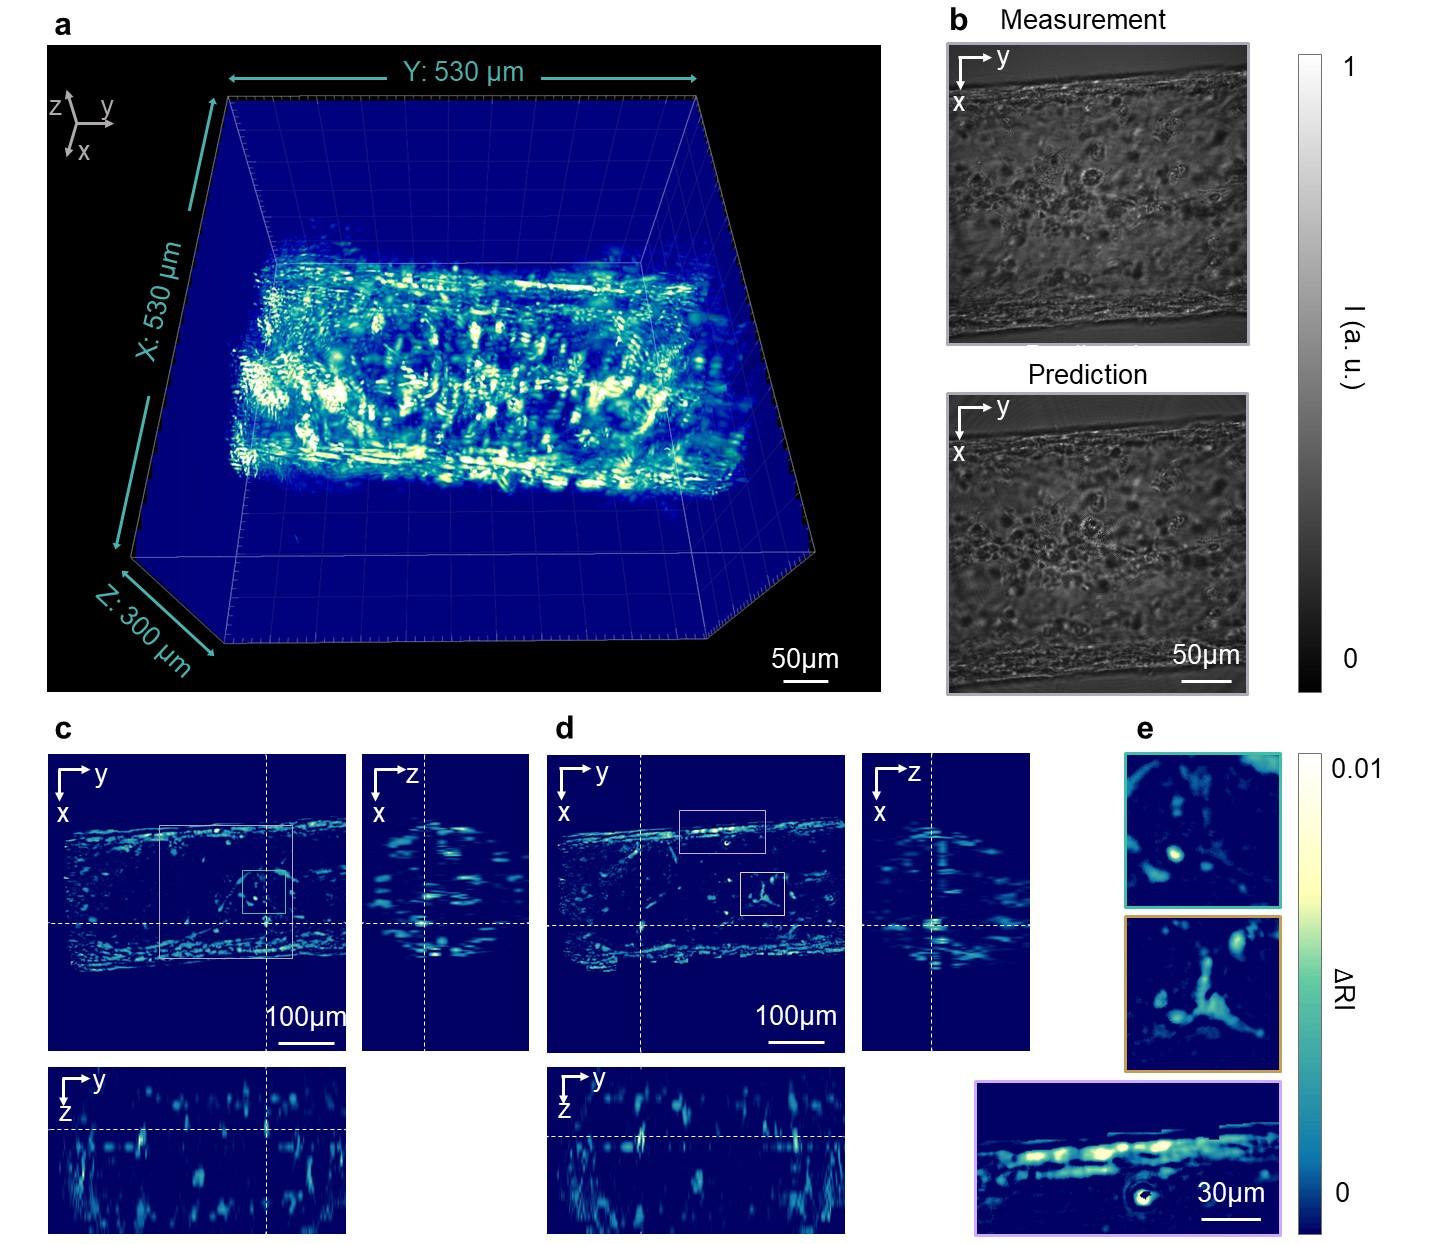 a
Y: 530 µm
z
y
x
X: 530 µm
Z: 300 µm
50µm
b
Measurement
y
x
Prediction
y
x
50µm
1
I (a. u.)
0
c
y
x
100µm
z
x
y
z
d
y
x
100µm
z
x
y
z
e
30µm
0.01
ΔRI
0